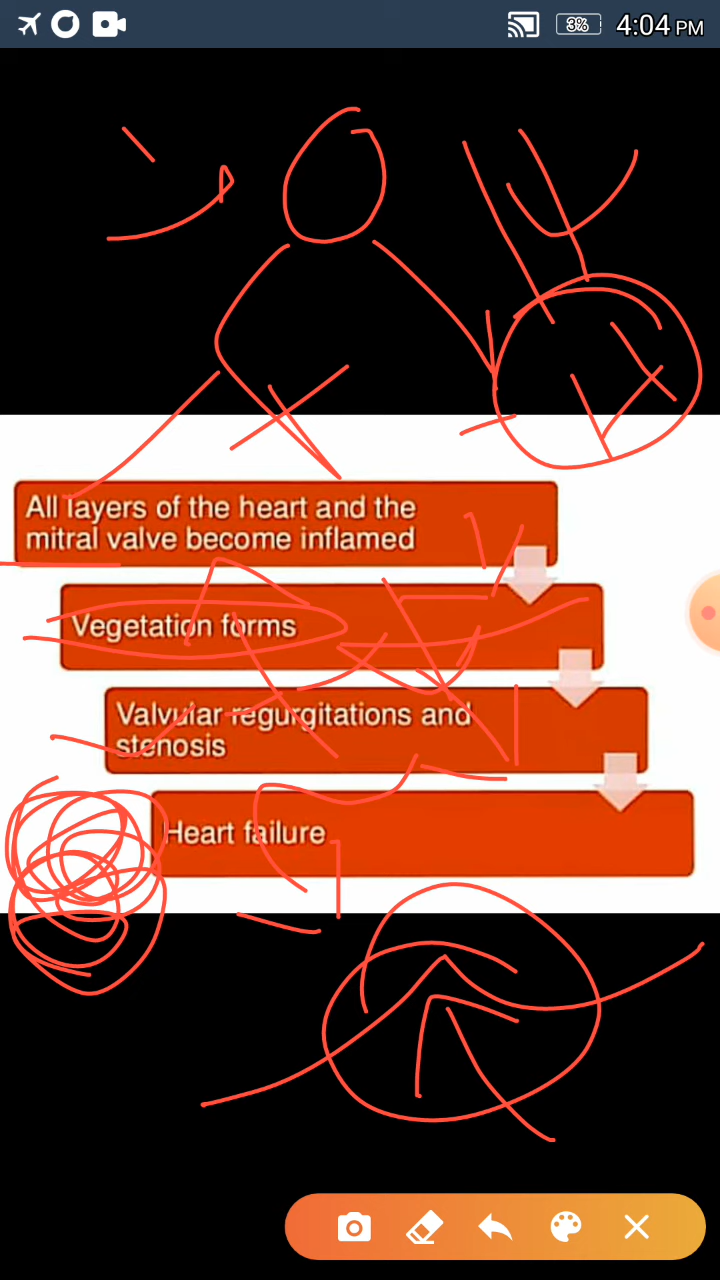 3%
4:04 PM
All layers of the heart and the
mitral valve become inflamed
Vegetation forms
Valvular regurgitations and
stenosis
Heart failure